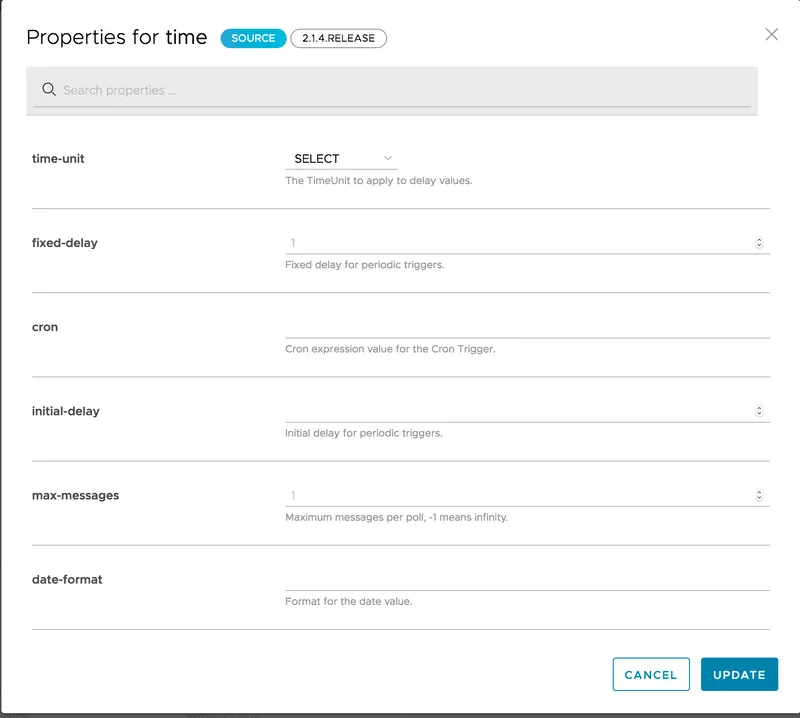 Properties for time SOURCE 2.1.4.RELEASE
Search properties ...
time-unit SELECT
The TimeUnit to apply to delay values.
fixed-delay 1
Fixed delay for periodic triggers.
cron
Cron expression value for the Cron Trigger.
initial-delay
Initial delay for periodic triggers.
max-messages 1
Maximum messages per poll, -1 means infinity.
date-format
Format for the date value.
CANCEL UPDATE